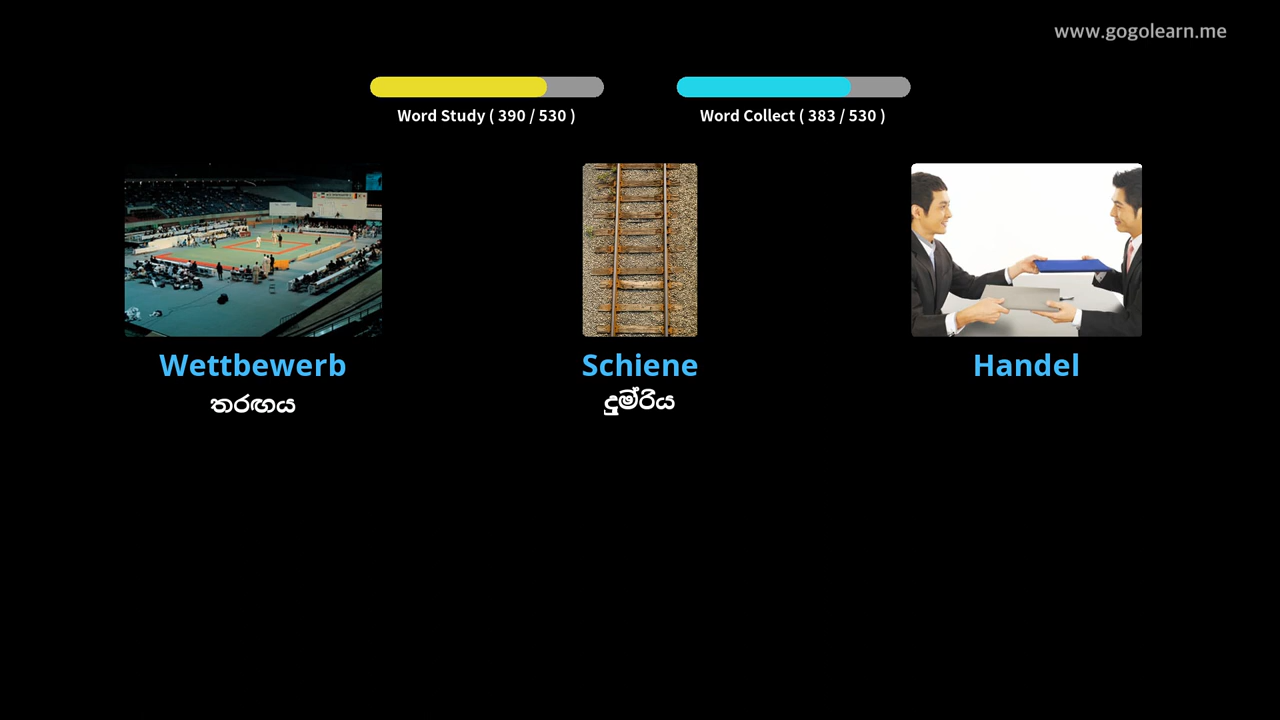 www.gogolearn.me
Word Study ( 390 / 530 )
Word Collect ( 383 / 530 )
Wettbewerb
Schiene
Handel
තරඟය
දුම්රිය